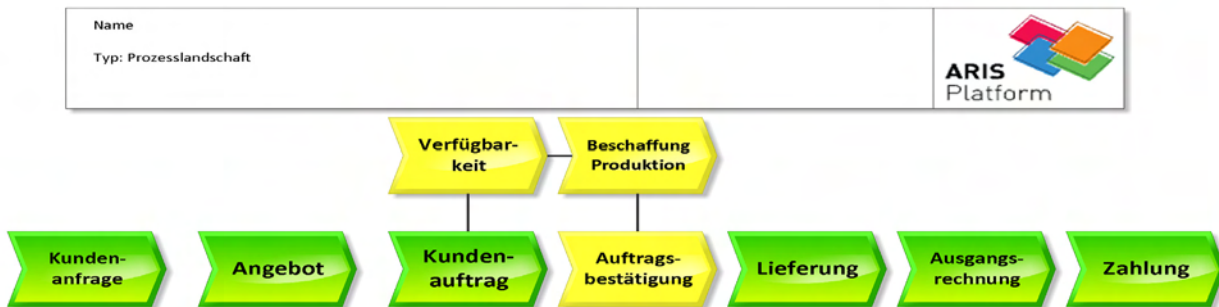 Name
Typ: Prozesslandschaft
ARIS
Platform
Verfügbar-
keit
Beschaffung
Produktion
Kunden-
anfrage
Angebot
Kunden-
auftrag
Auftrags-
bestätigung
Lieferung
Ausgangs-
rechnung
Zahlung